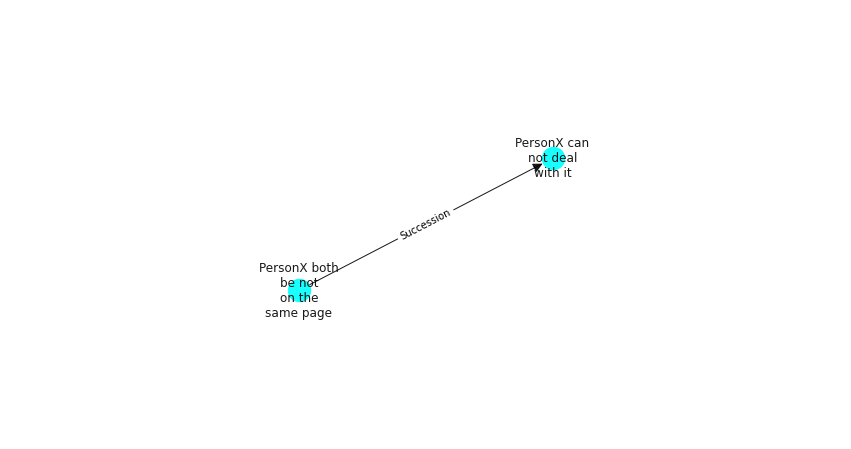 PersonX can
not deal
with it
Succession
PersonX both
be not
on the
same page